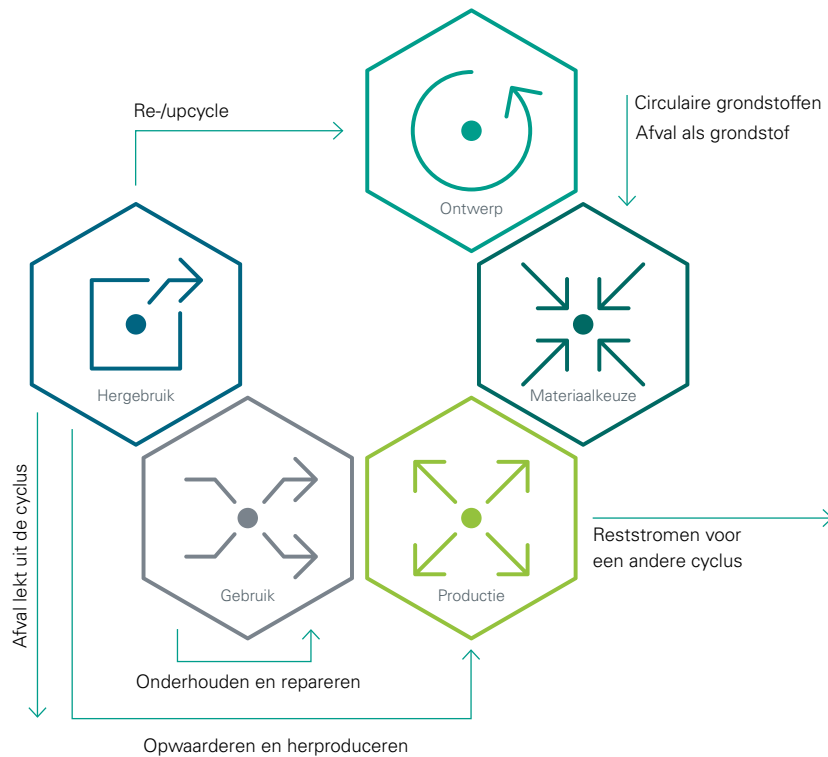 Re-/upcycle
Circulaire grondstoffen
Afval als grondstof
Ontwerp
Hergebruik
Materiaalkeuze
Afval lekt uit de cyclus
Reststromen voor
een andere cyclus
Gebruik
Productie
Onderhouden en repareren
Opwaarderen en herproduceren